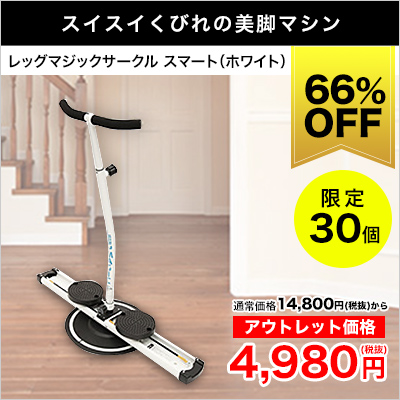 スイスイくびれの美脚マシン
レッグマジックサークル スマート(ホワイト)
66%
OFF
限定
30個
通常価格14,800円(税抜)から
アウトレット価格
4,980円(税抜)